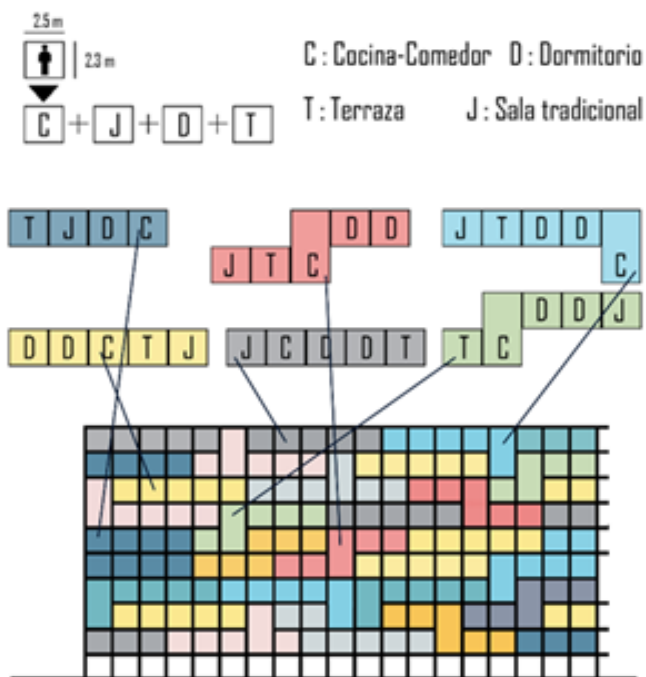 2.5 m
2.3 m
C : Cocina-Comedor D : Dormitorio
T : Terraza J : Sala tradicional
C + J + D + T
T J D C
D D
J T C
J T D D
C
D D J
D D C T J
J C D D T
T C